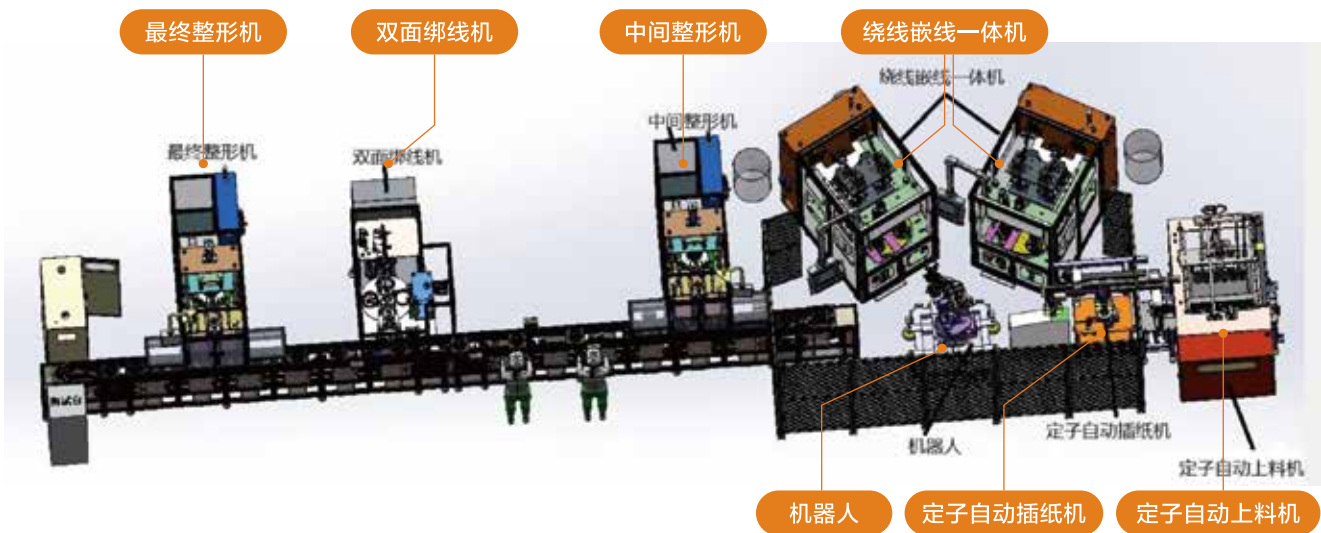 最终整形机
双面绑线机
中间整形机
绕线嵌线一体机
绕线嵌线一体机
中间整形机
最终整形机
双面绑线机
测试台
机器人
定子自动插纸机
定子自动上料机
机器人
定子自动插纸机
定子自动上料机